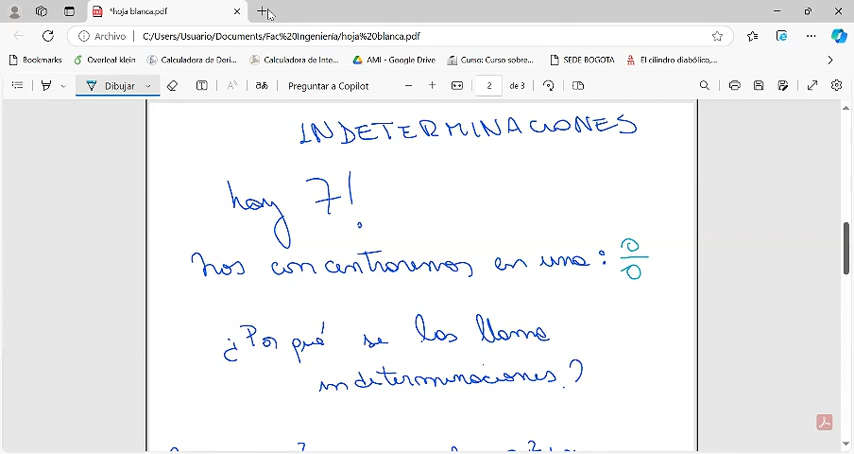 *hoja blanca.pdf
Archivo C:/Users/Usuario/Documents/Fac%20Ingeniería/hoja%20blanca.pdf
Bookmarks Overleaf klein Calculadora de Deri... Calculadora de Inte... AMI - Google Drive Curso: Curso sobre... SEDE BOGOTA El cilindro diabólico,...
Dibujar Preguntar a Copilot 2 de 3
INDETERMINACIONES
hay 7!
nos concentraremos en una: 0/0
¿Por qué se las llama
indeterminaciones?